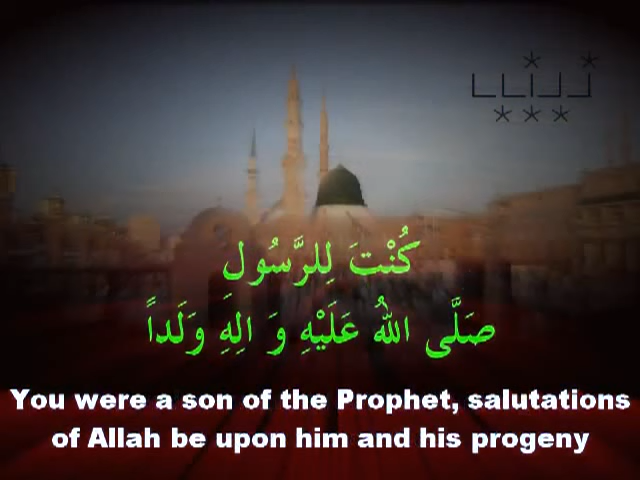 كُنْتَ لِلرَّسُولِ
صَلَّى اللهُ عَلَيْهِ وَ الِهِ وَلَداً
You were a son of the Prophet, salutations
of Allah be upon him and his progeny